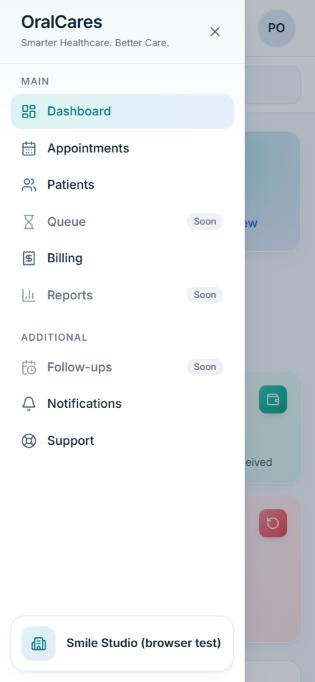 OralCares
Smarter Healthcare. Better Care.
PO
MAIN
Dashboard
Appointments
Patients
Queue Soon
Billing
Reports Soon
ADDITIONAL
Follow-ups Soon
Notifications
Support
Smile Studio (browser test)